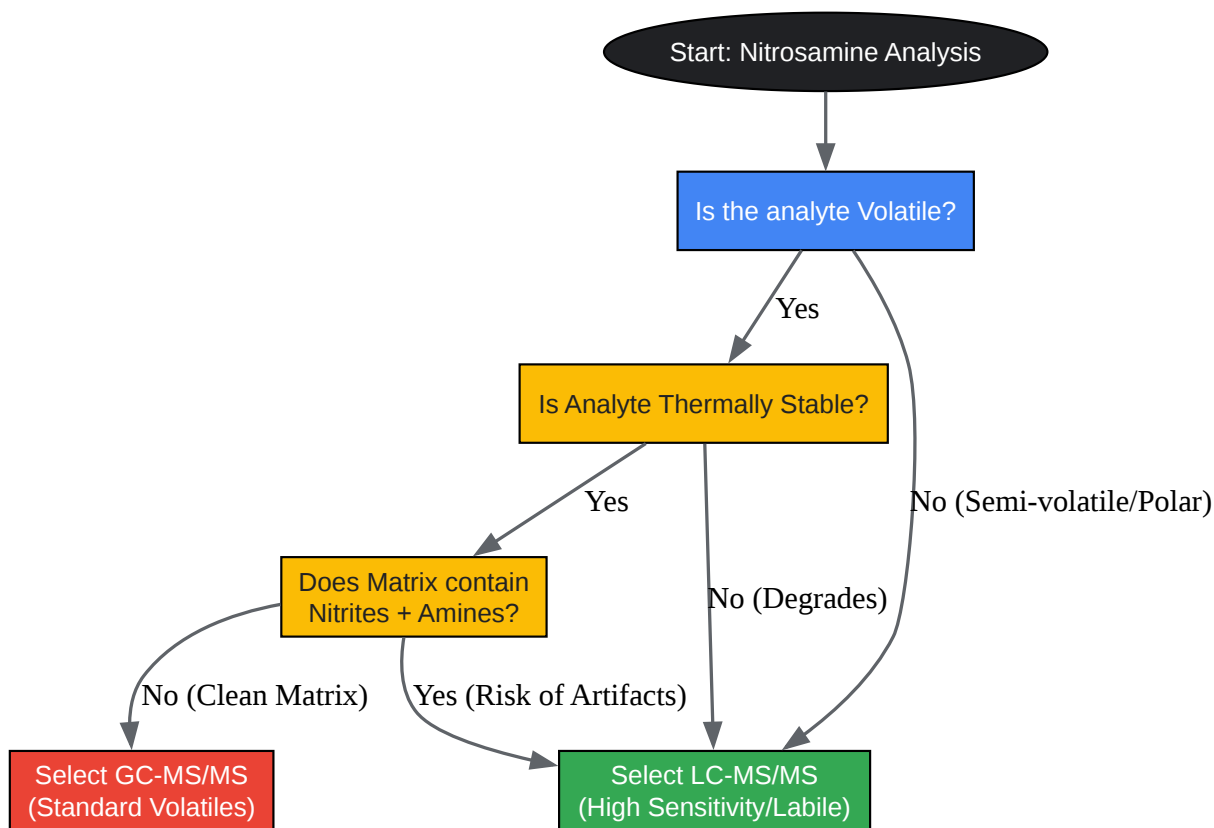 Start: Nitrosamine Analysis
Is the analyte Volatile?
Yes
Is Analyte Thermally Stable?
No (Semi-volatile/Polar)
Yes
Does Matrix contain
Nitrites + Amines?
No (Degrades)
No (Clean Matrix)
Yes (Risk of Artifacts)
Select GC-MS/MS
(Standard Volatiles)
Select LC-MS/MS
(High Sensitivity/Labile)